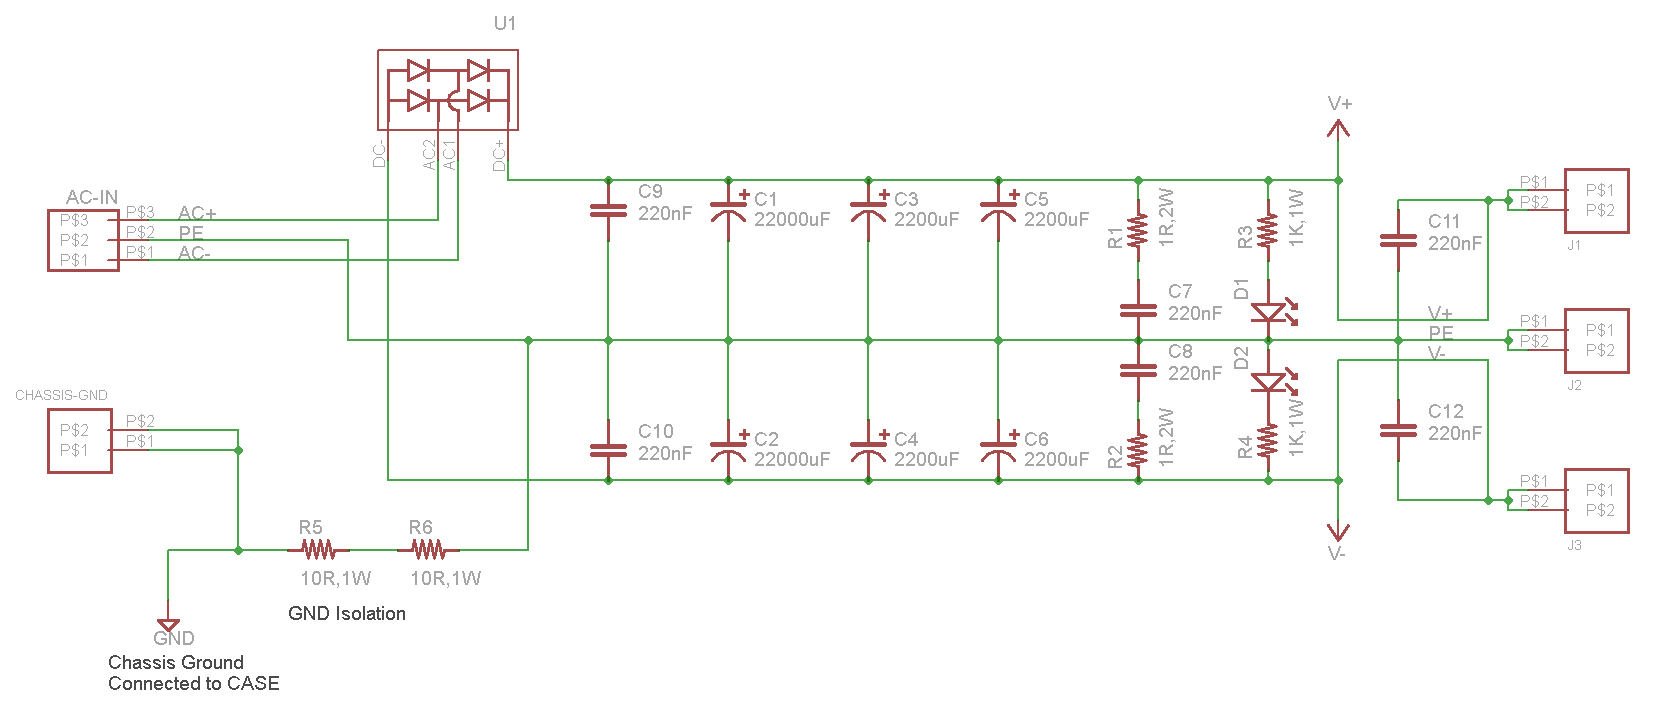 U1
DC-
AC2
AC1
DC+
AC-IN
P$3
P$2
P$1
P$3
P$2
P$1
AC+
PE
AC-
C9
220nF
C1
22000uF
C3
2200uF
C5
2200uF
R1
1R,2W
R3
1K,1W
V+
C11
220nF
P$1
P$2
P$1
P$2
J1
C7
220nF
D1
V+
PE
V-
P$1
P$2
P$1
P$2
J2
C8
220nF
D2
CHASSIS-GND
P$2
P$1
P$2
P$1
C10
220nF
C2
22000uF
C4
2200uF
C6
2200uF
R2
1R,2W
R4
1K,1W
C12
220nF
P$1
P$2
P$1
P$2
J3
V-
R5
10R,1W
R6
10R,1W
GND Isolation
GND
Chassis Ground
Connected to CASE